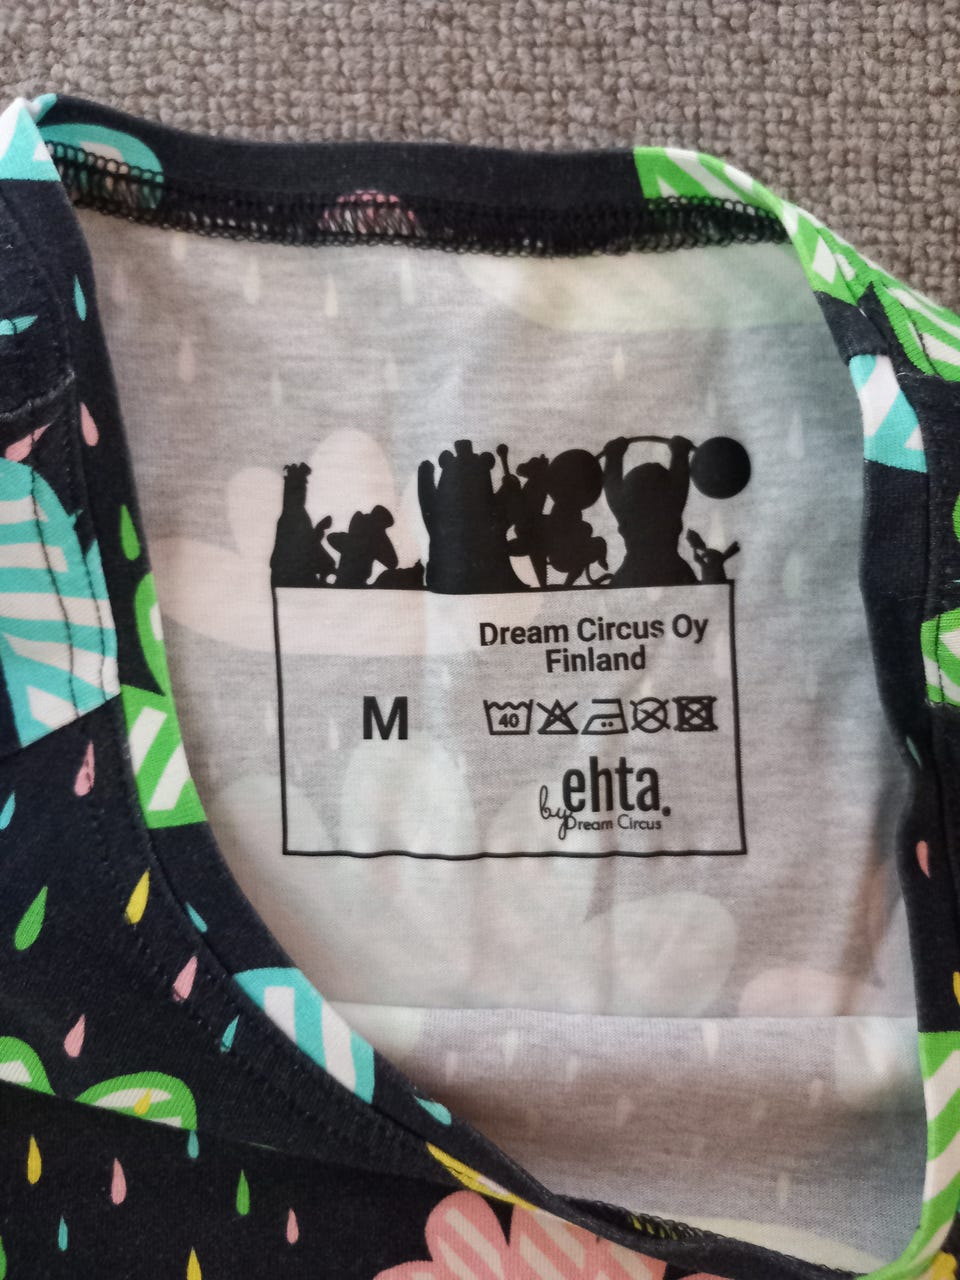 Dream Circus Oy
Finland
M
40
ehta.
by Dream Circus